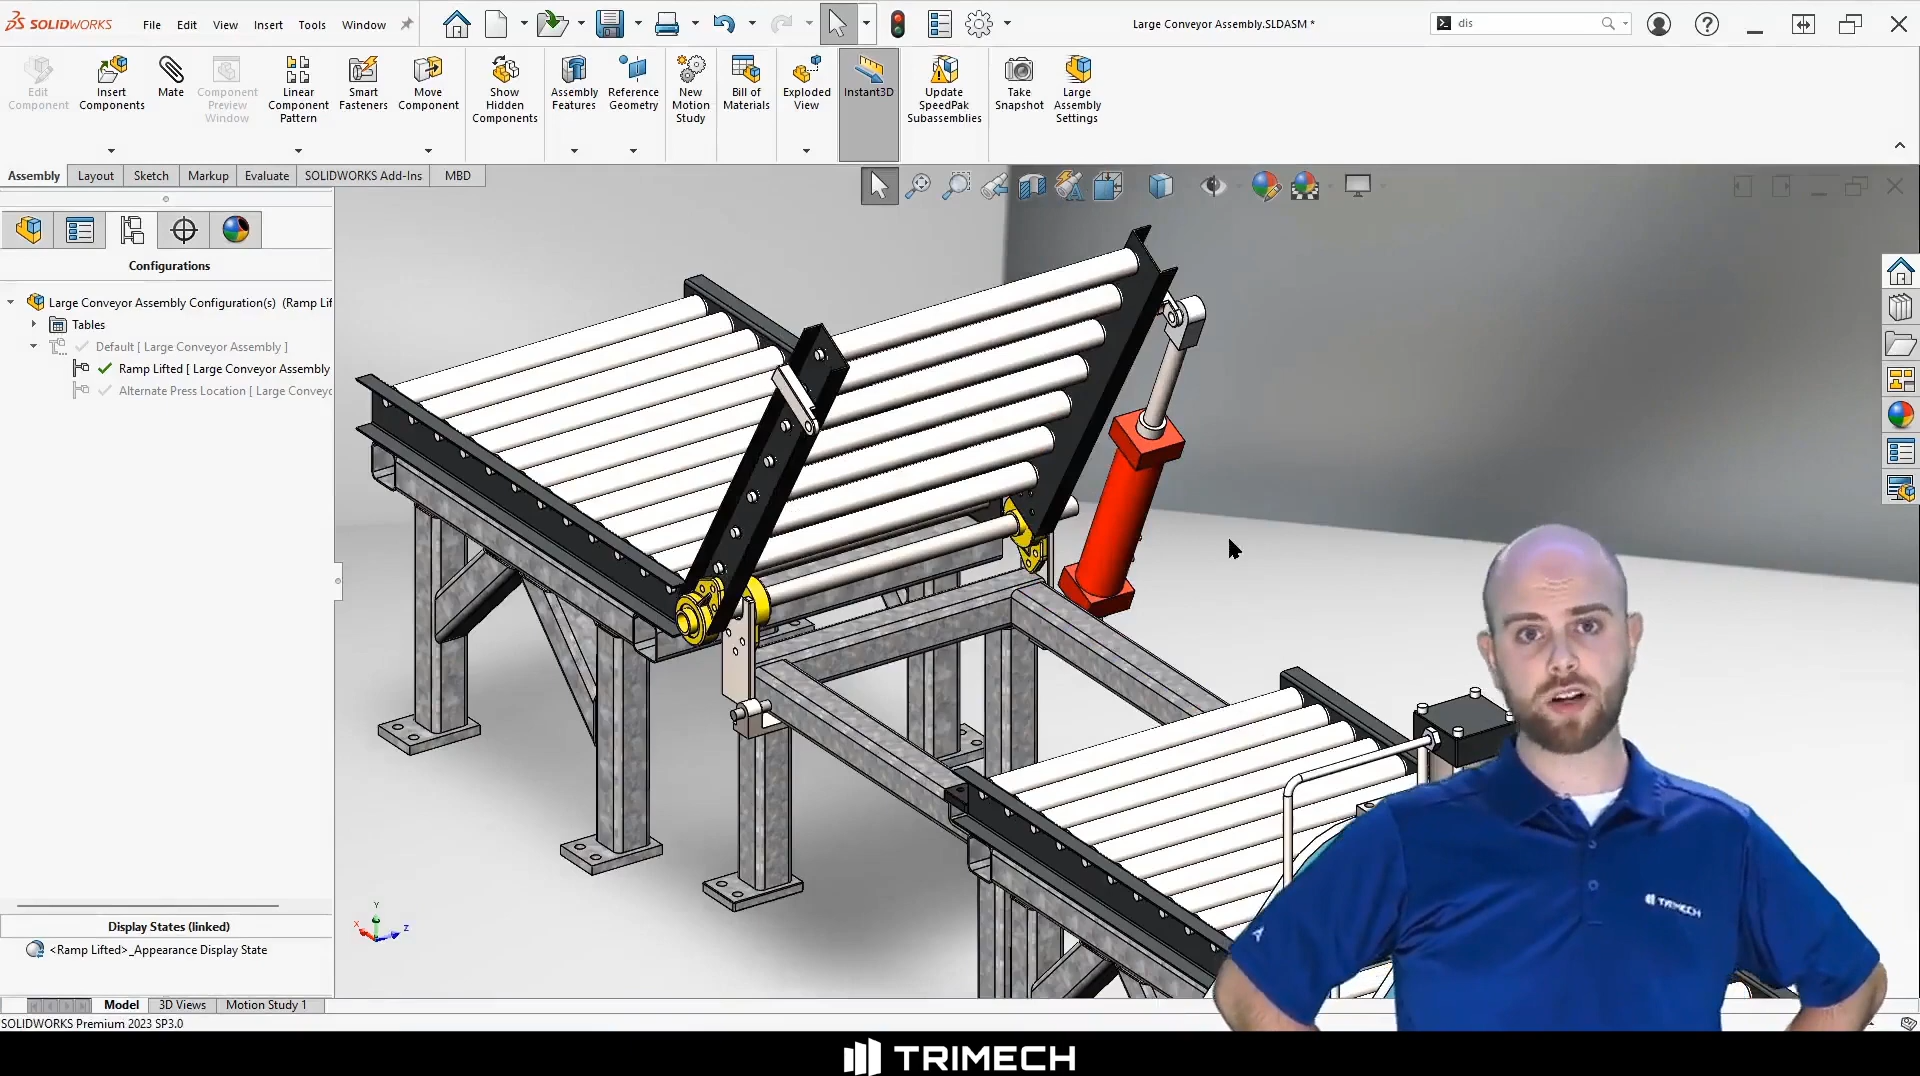 SOLIDWORKS File Edit View Insert Tools Window Large Conveyor Assembly.SLDASM * dis
Edit Component
Insert Components
Mate
Component Preview Window
Linear Component Pattern
Smart Fasteners
Move Component
Show Hidden Components
Assembly Features
Reference Geometry
New Motion Study
Bill of Materials
Exploded View
Instant3D
Update SpeedPak Subassemblies
Take Snapshot
Large Assembly Settings
Assembly Layout Sketch Markup Evaluate SOLIDWORKS Add-Ins MBD
Configurations
Large Conveyor Assembly Configuration(s) (Ramp Lif
Tables
Default [ Large Conveyor Assembly ]
Ramp Lifted [ Large Conveyor Assembly
Alternate Press Location [ Large Convey
Y
X Z
TRIMECH
Display States (linked)
<Ramp Lifted>_Appearance Display State
Model 3D Views Motion Study 1
SOLIDWORKS Premium 2023 SP3.0
TRIMECH